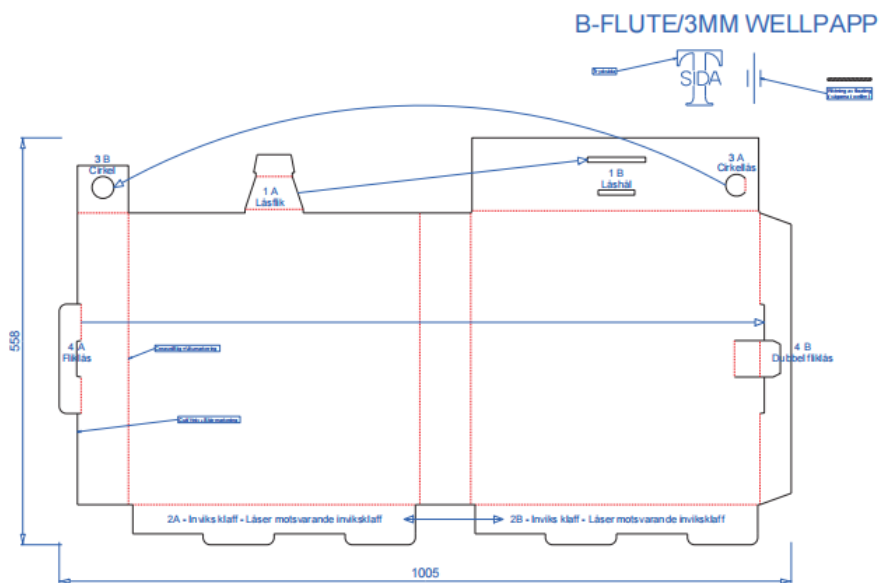 B-FLUTE/3MM WELLPAPP
T
SIDA
3 B
Cirkel
1 A
Låsflik
1 B
Låshål
3 A
Cirkellås
558
4 A
Fliklås
4 B
Dubbel fliklås
2A - Inviks klaff - Låser motsvarande inviksklaff
2B - Inviks klaff - Låser motsvarande inviksklaff
1005